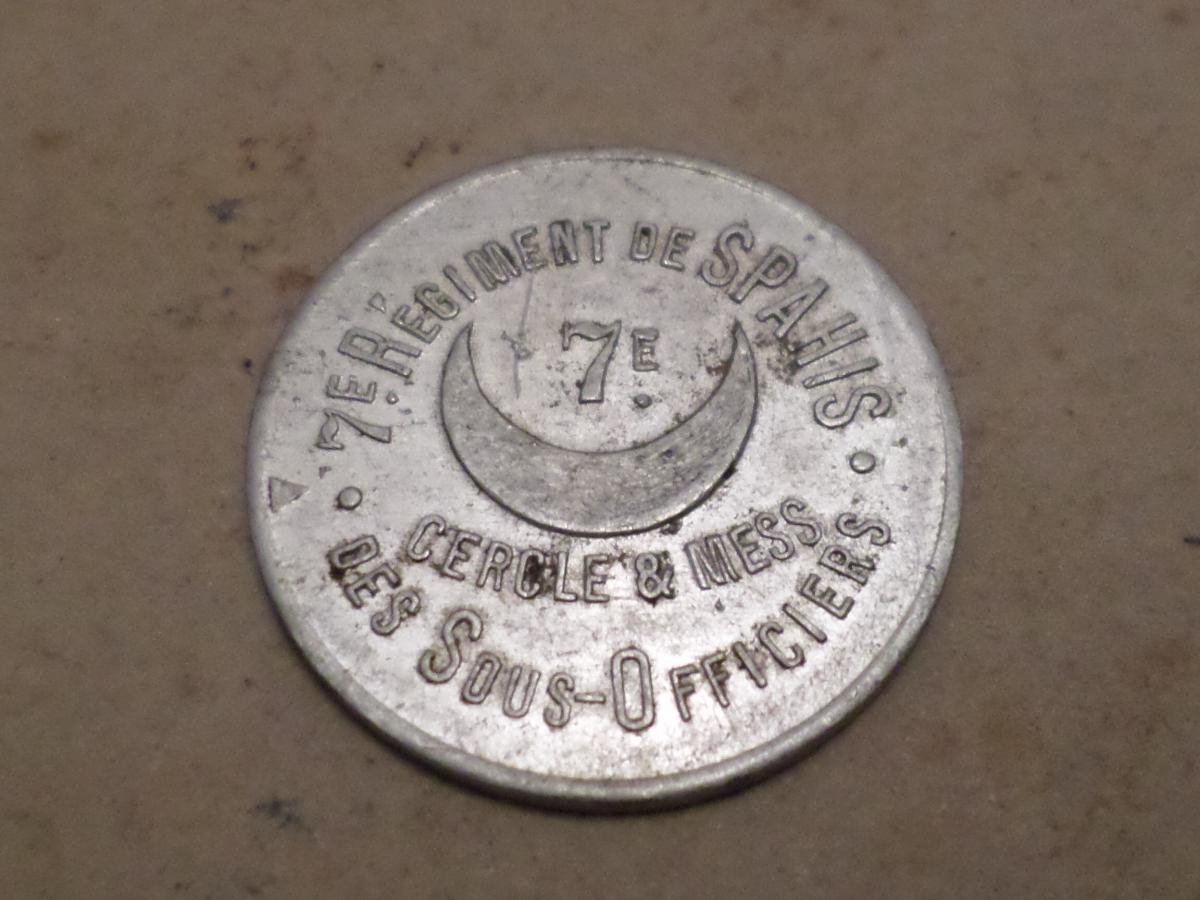 7E RÉGIMENT DE SPAHIS
7E.
CERCLE & MESS
DES SOUS-OFFICIERS